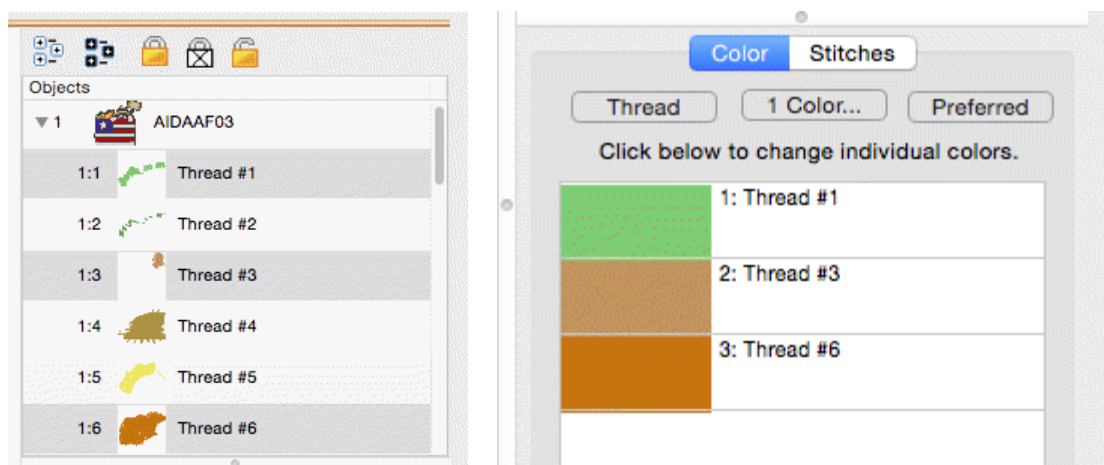 Objects
1 AIDAAF03
1:1 Thread #1
1:2 Thread #2
1:3 Thread #3
1:4 Thread #4
1:5 Thread #5
1:6 Thread #6
Color Stitches
Thread 1 Color... Preferred
Click below to change individual colors.
1: Thread #1
2: Thread #3
3: Thread #6